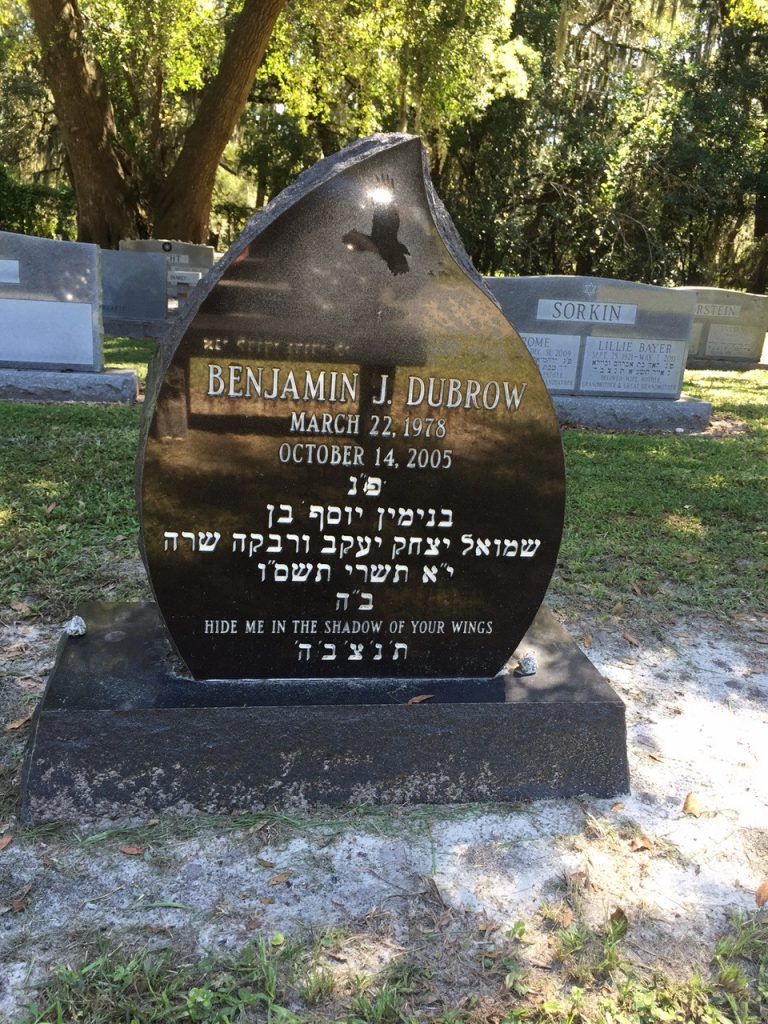 BENJAMIN J. DUBROW
MARCH 22, 1978
OCTOBER 14, 2005
פ"נ
בנימין יוסף בן
שמואל יצחק יעקב ורבקה שרה
י"א תשרי תשס"ו
ב"ה
HIDE ME IN THE SHADOW OF YOUR WINGS
ת'נ'צ'ב'ה'
SORKIN
LILLIE BAYER